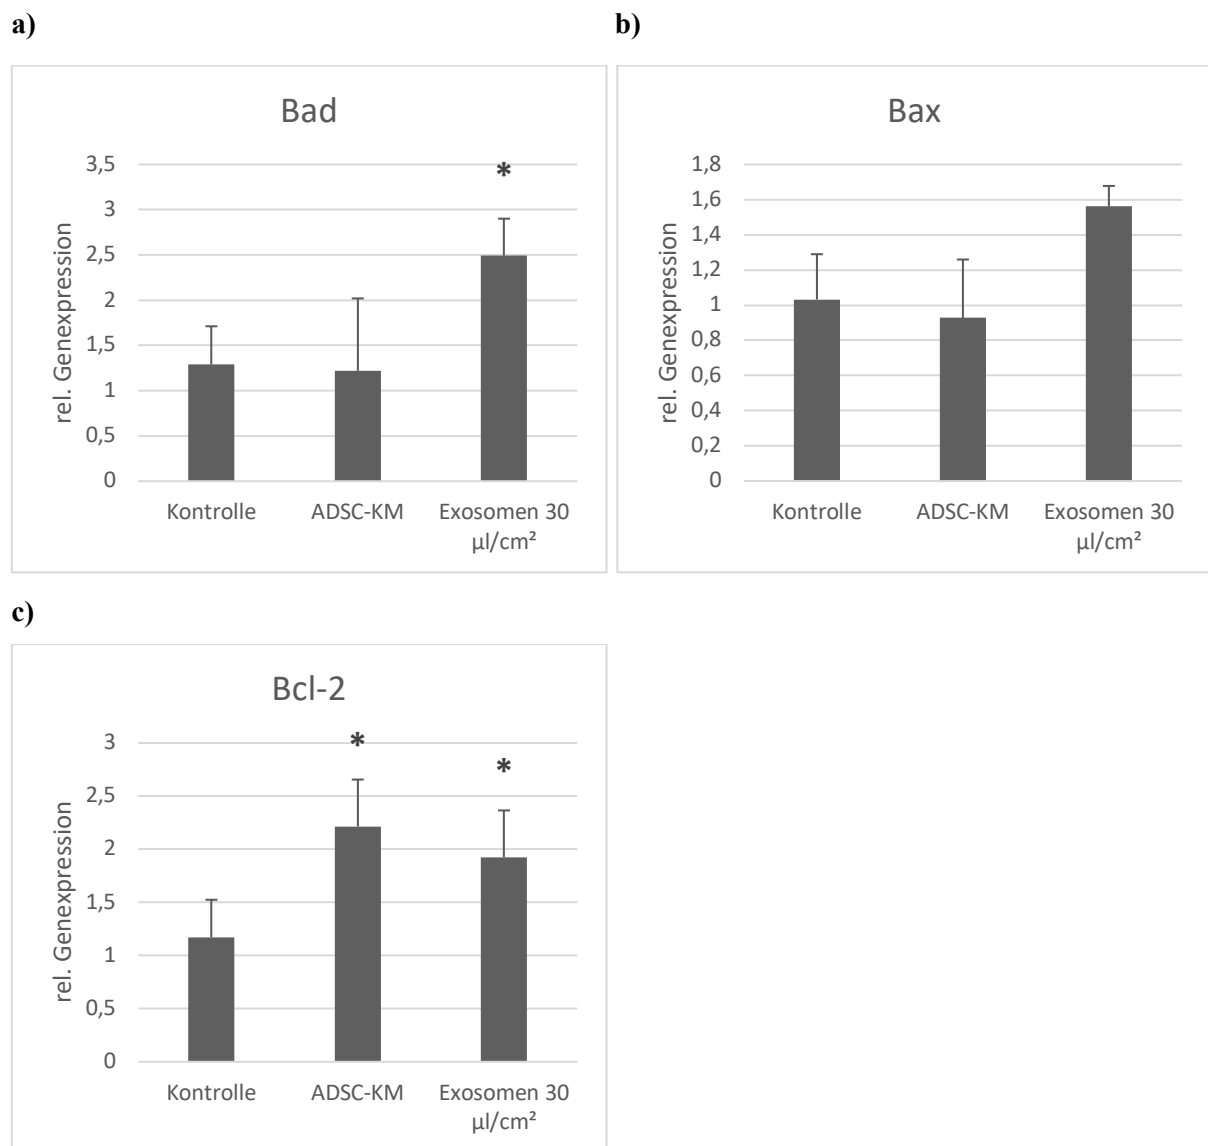 a)
Bad
*
3,5
3
2,5
2
1,5
1
0,5
0
rel. Genexpression
Kontrolle
ADSC-KM
Exosomen 30
µl/cm²
b)
Bax
1,8
1,6
1,4
1,2
1
0,8
0,6
0,4
0,2
0
rel. Genexpression
Kontrolle
ADSC-KM
Exosomen 30
µl/cm²
c)
Bcl-2
*
*
3
2,5
2
1,5
1
0,5
0
rel. Genexpression
Kontrolle
ADSC-KM
Exosomen 30
µl/cm²